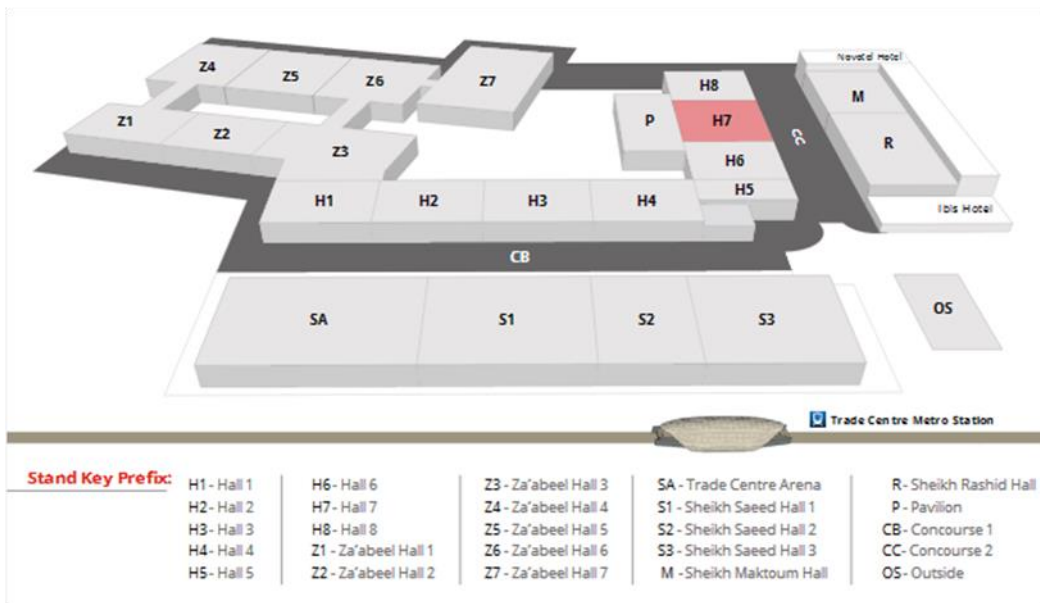 Novotel Hotel
Z4
Z5
Z6
Z7
H8
M
Z1
Z2
Z3
P
H7
CC
R
H6
H5
H1
H2
H3
H4
Ibis Hotel
CB
SA
S1
S2
S3
OS
Trade Centre Metro Station
Stand Key Prefix:
H1 - Hall 1
H2 - Hall 2
H3 - Hall 3
H4 - Hall 4
H5 - Hall 5
H6 - Hall 6
H7 - Hall 7
H8 - Hall 8
Z1 - Za'abeel Hall 1
Z2 - Za'abeel Hall 2
Z3 - Za'abeel Hall 3
Z4 - Za'abeel Hall 4
Z5 - Za'abeel Hall 5
Z6 - Za'abeel Hall 6
Z7 - Za'abeel Hall 7
SA - Trade Centre Arena
S1 - Sheikh Saeed Hall 1
S2 - Sheikh Saeed Hall 2
S3 - Sheikh Saeed Hall 3
M - Sheikh Maktoum Hall
R - Sheikh Rashid Hall
P - Pavilion
CB - Concourse 1
CC - Concourse 2
OS - Outside